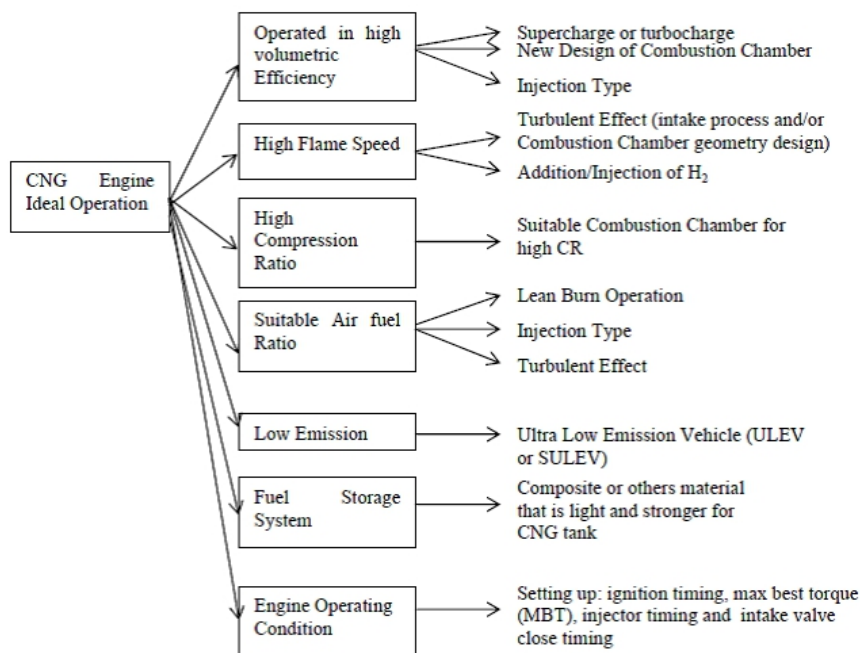 CNG Engine
Ideal Operation
Operated in high
volumetric
Efficiency
Supercharge or turbocharge
New Design of Combustion Chamber
Injection Type
High Flame Speed
Turbulent Effect (intake process and/or
Combustion Chamber geometry design)
Addition/Injection of H₂
High
Compression
Ratio
Suitable Combustion Chamber for
high CR
Suitable Air fuel
Ratio
Lean Burn Operation
Injection Type
Turbulent Effect
Low Emission
Ultra Low Emission Vehicle (ULEV
or SULEV)
Fuel Storage
System
Composite or others material
that is light and stronger for
CNG tank
Engine Operating
Condition
Setting up: ignition timing, max best torque
(MBT), injector timing and intake valve
close timing